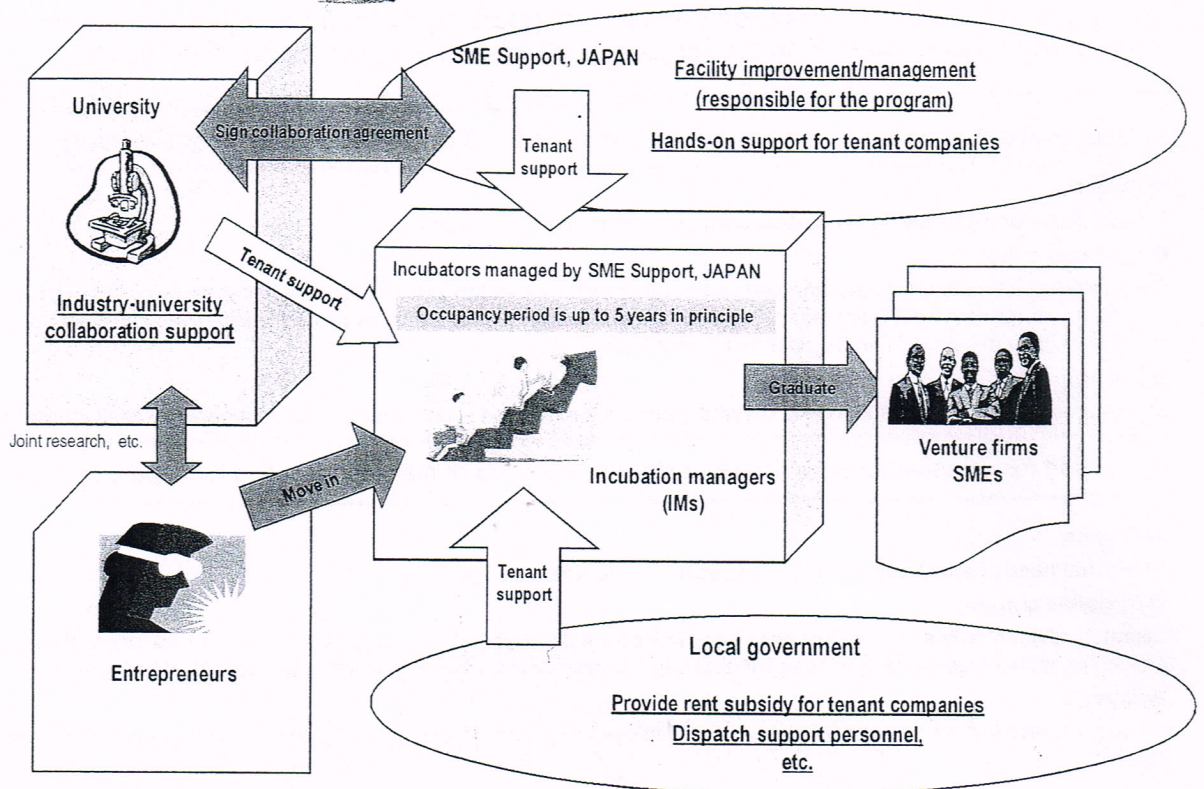 SME Support, JAPAN
Facility improvement/management
(responsible for the program)
Hands-on support for tenant companies
University
Sign collaboration agreement
Tenant
support
Industry-university
collaboration support
Tenant support
Incubators managed by SME Support, JAPAN
Occupancy period is up to 5 years in principle
Graduate
Incubation managers
(IMs)
Venture firms
SMEs
Joint research, etc.
Move in
Entrepreneurs
Tenant
support
Local government
Provide rent subsidy for tenant companies
Dispatch support personnel,
etc.